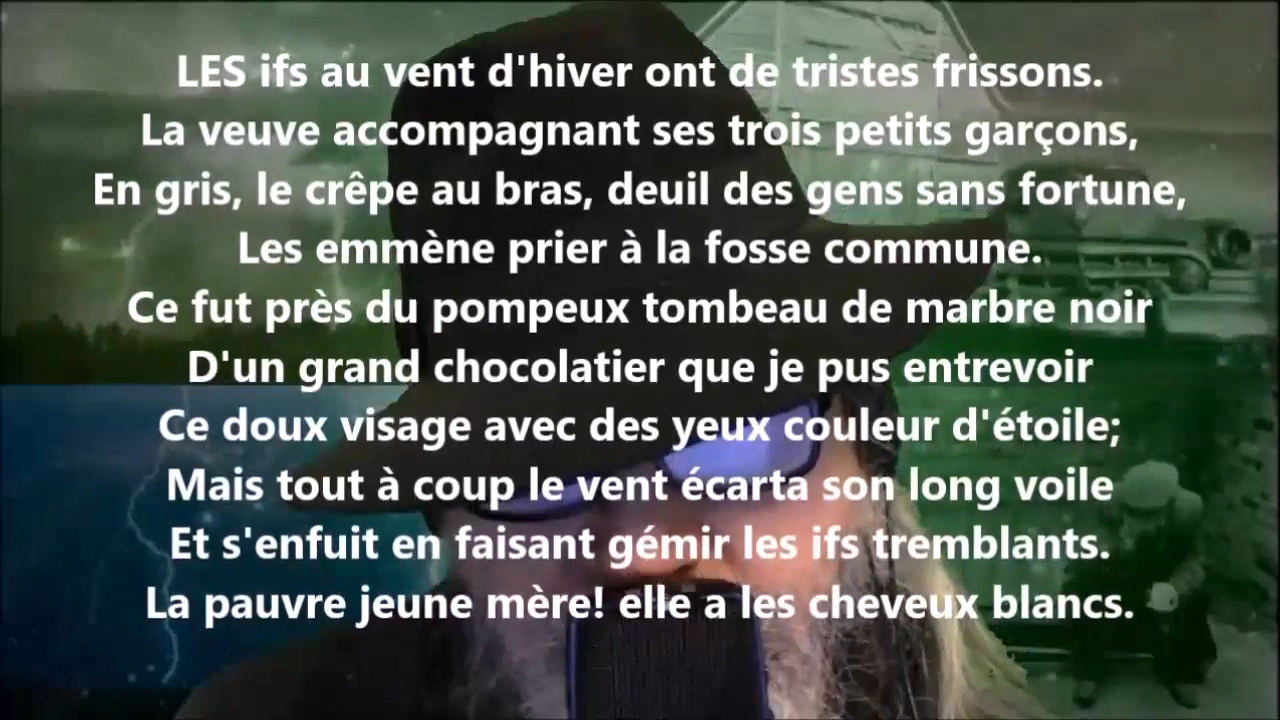 LES ifs au vent d'hiver ont de tristes frissons.
La veuve accompagnant ses trois petits garçons,
En gris, le crêpe au bras, deuil des gens sans fortune,
Les emmène prier à la fosse commune.
Ce fut près du pompeux tombeau de marbre noir
D'un grand chocolatier que je pus entrevoir
Ce doux visage avec des yeux couleur d'étoile;
Mais tout à coup le vent écarta son long voile
Et s'enfuit en faisant gémir les ifs tremblants.
La pauvre jeune mère! elle a les cheveux blancs.